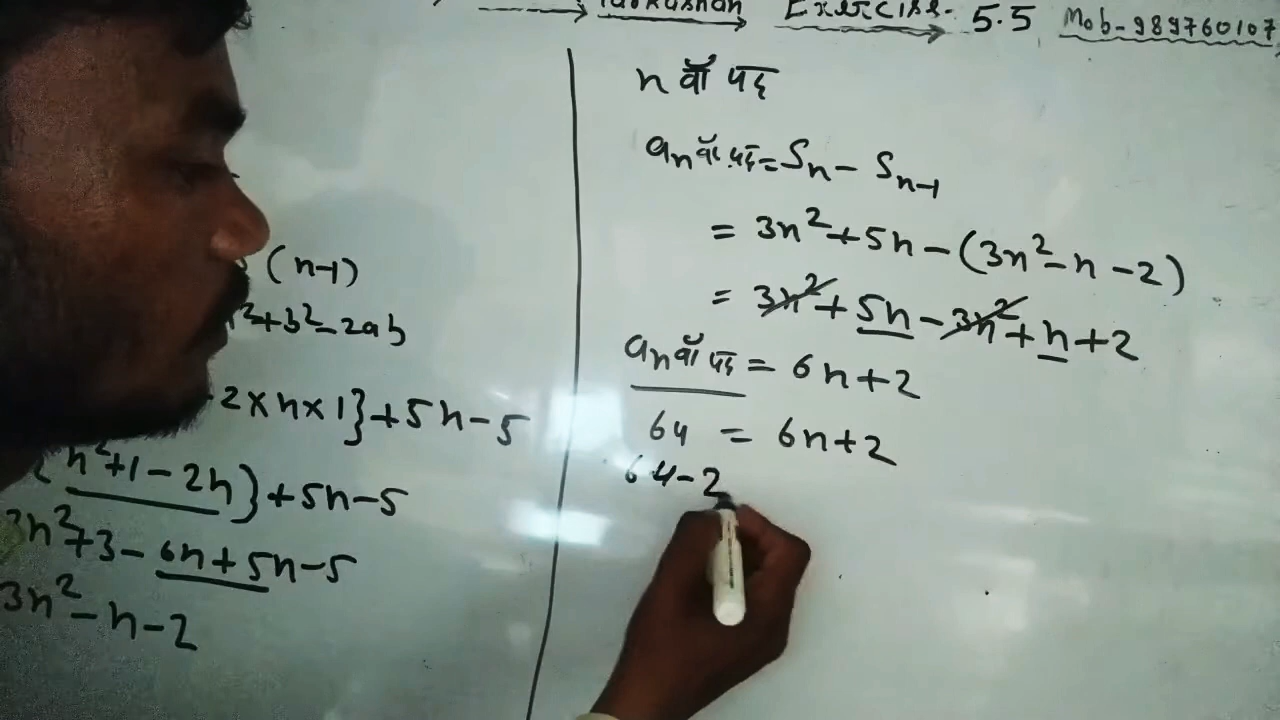 Exercise- 5.5 Mob-989760107
(n-1)
²+b²-2ab
2×n×1}+5n-5
n²+1-2n)}+5n-5
3n²+3-6n+5n-5
3n²-n-2
n वाँ पद
aₙ वाँ पद = Sₙ - Sₙ₋₁
= 3n²+5n-(3n²-n-2)
= 3n²+5n-3n²+n+2
aₙ वाँ पद = 6n+2
64 = 6n+2
64-2